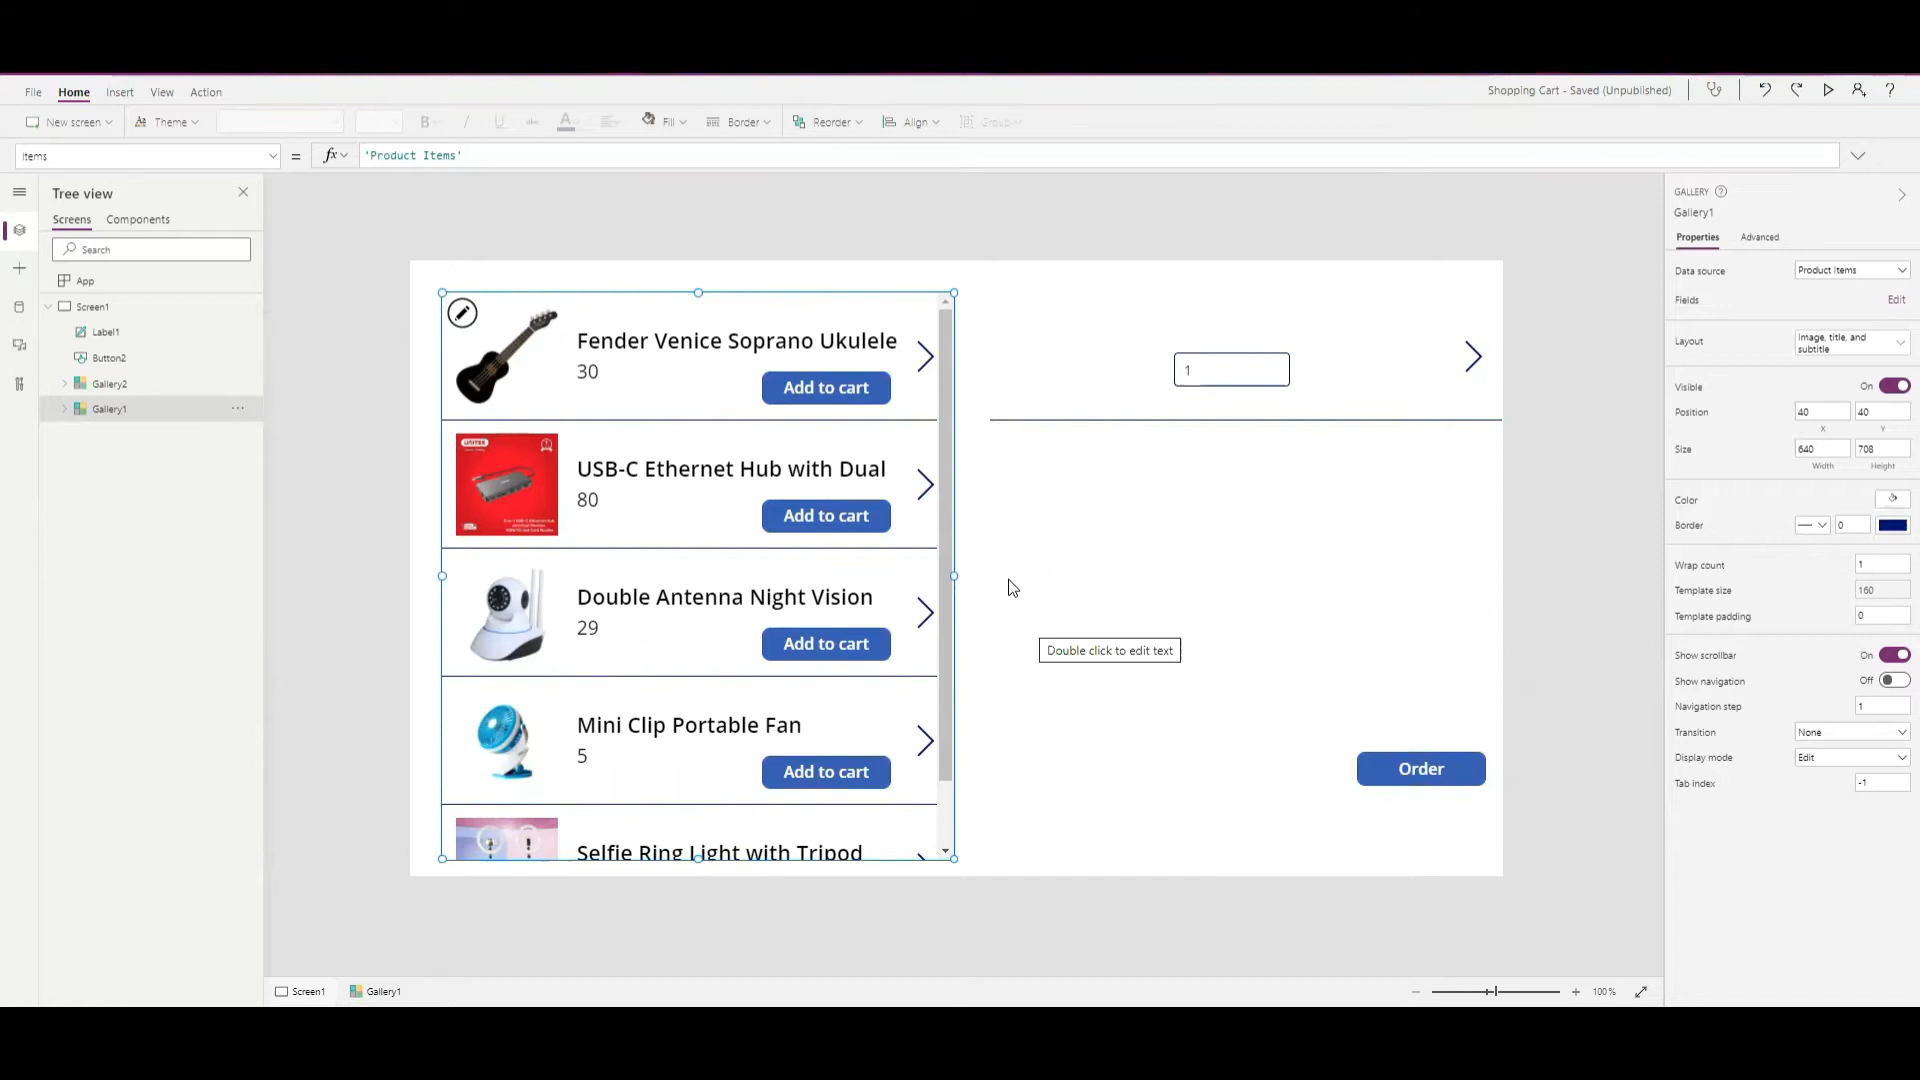 File Home Insert View Action
Shopping Cart - Saved (Unpublished)
New screen Theme B I U abc A Fill Border Reorder Align Group
Items = fx 'Product Items'
Tree view
Screens Components
Search
App
Screen1
Label1
Button2
Gallery2
Gallery1
Fender Venice Soprano Ukulele
30
Add to cart
UNITEK
USB-C Ethernet Hub with Dual
80
Add to cart
Double Antenna Night Vision
29
Add to cart
Mini Clip Portable Fan
5
Add to cart
Selfie Ring Light with Tripod
1
Double click to edit text
Order
GALLERY
Gallery1
Properties Advanced
Data source Product Items
Fields Edit
Layout Image, title, and subtitle
Visible On
Position 40 40
X Y
Size 640 708
Width Height
Color
Border 0
Wrap count 1
Template size 160
Template padding 0
Show scrollbar On
Show navigation Off
Navigation step 1
Transition None
Display mode Edit
Tab index -1
Screen1 Gallery1
100 %